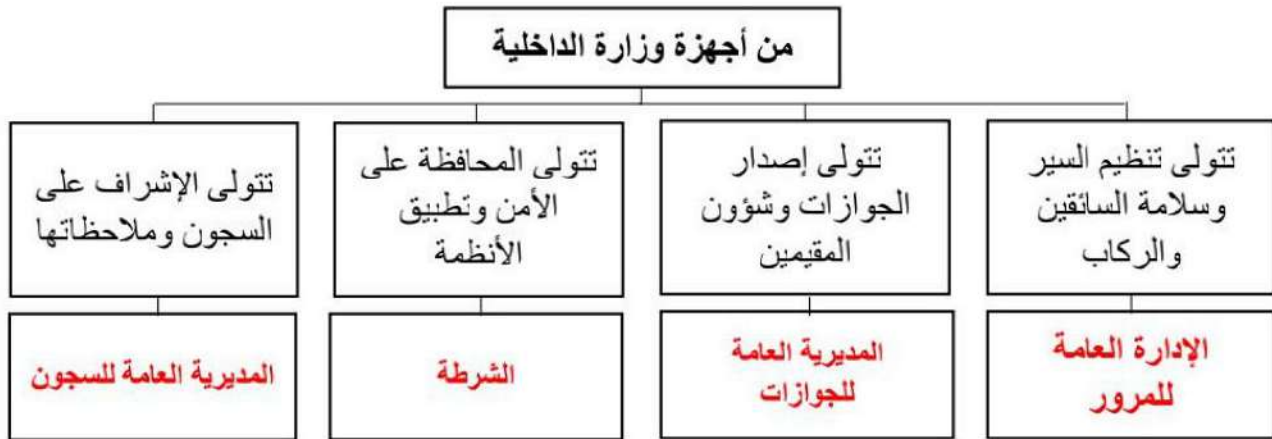 من أجهزة وزارة الداخلية
تتولى تنظيم السير
وسلامة السائقين
والركاب
تتولى إصدار
الجوازات وشؤون
المقيمين
تتولى المحافظة على
الأمن وتطبيق
الأنظمة
تتولى الإشراف على
السجون وملاحظاتها
الإدارة العامة
للمرور
المديرية العامة
للجوازات
الشرطة
المديرية العامة للسجون